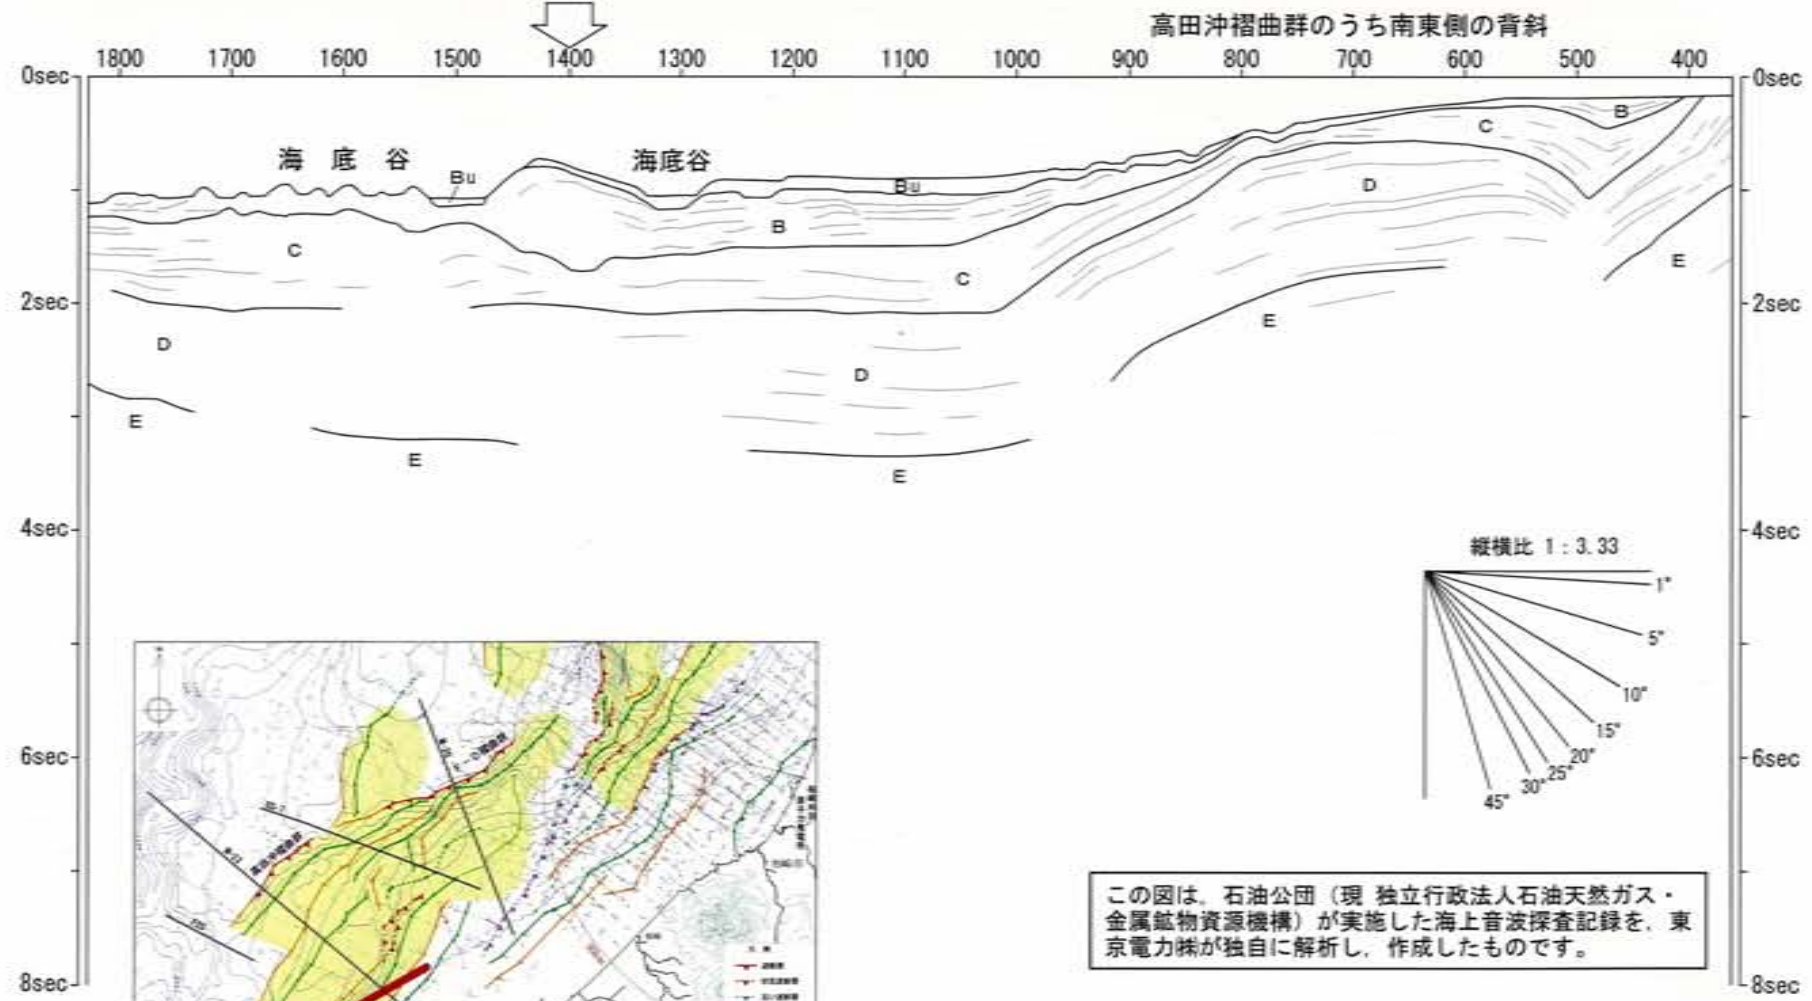 高田沖褶曲群のうち南東側の背斜
1800 1700 1600 1500 1400 1300 1200 1100 1000 900 800 700 600 500 400
0sec 0sec
海 底 谷
海底谷
Bu
Bu
B
C
B
D
C
B
C
E
2sec 2sec
D
E
D
E
E
E
4sec 4sec
縦横比 1：3.33
1°
5°
10°
15°
20°
25°
30°
45°
6sec 6sec
この図は，石油公団（現 独立行政法人石油天然ガス・
金属鉱物資源機構）が実施した海上音波探査記録を，東
京電力㈱が独自に解析し，作成したものです。
8sec 8sec